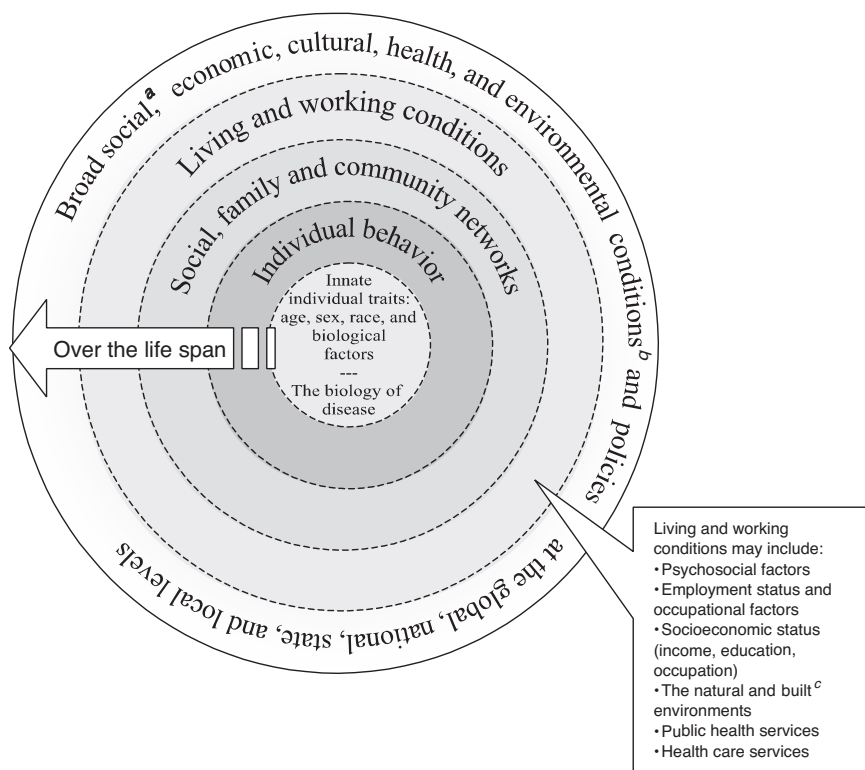 Broad social,a economic, cultural, health, and environmental conditionsb and policies
at the global, national, state, and local levels
Living and working conditions
Social, family and community networks
Individual behavior
Innate
individual traits:
age, sex, race, and
biological
factors
---
The biology of
disease
Over the life span
Living and working
conditions may include:
•Psychosocial factors
•Employment status and
occupational factors
•Socioeconomic status
(income, education,
occupation)
•The natural and builtc
environments
•Public health services
•Health care services